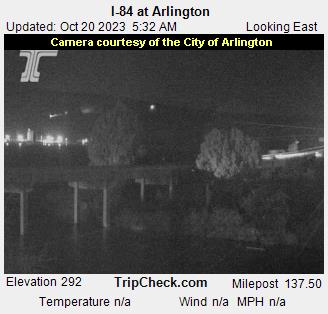 I-84 at Arlington
Updated: Oct 20 2023 5:32 AM Looking East
Camera courtesy of the City of Arlington
Elevation 292 TripCheck.com Milepost 137.50
Temperature n/a Wind n/a MPH n/a